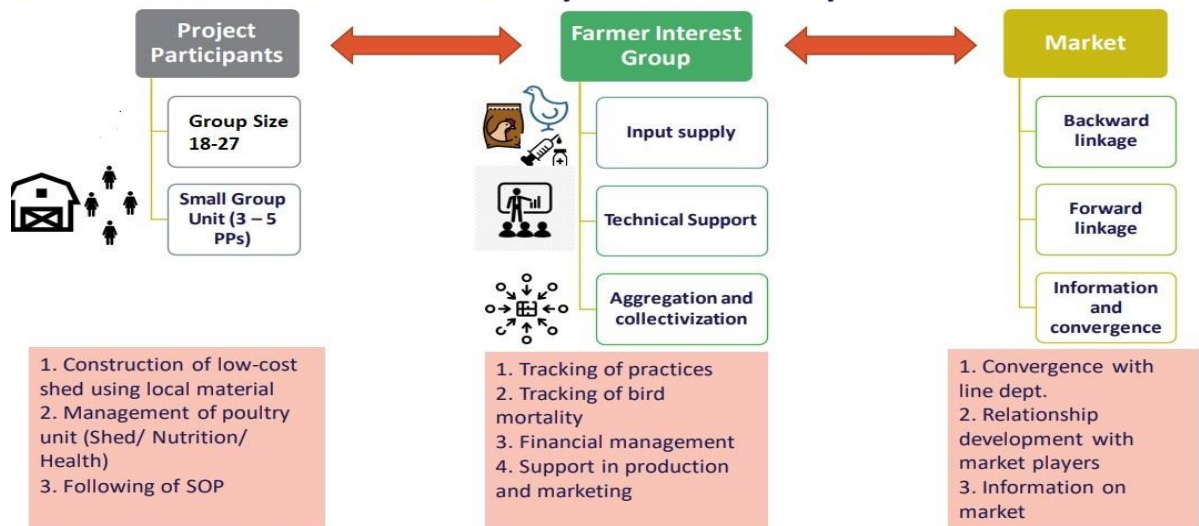 Project
Participants
Group Size
18-27
Small Group
Unit (3 – 5
PPs)
1. Construction of low-cost
shed using local material
2. Management of poultry
unit (Shed/ Nutrition/
Health)
3. Following of SOP
Farmer Interest
Group
Input supply
Technical Support
Aggregation and
collectivization
1. Tracking of practices
2. Tracking of bird
mortality
3. Financial management
4. Support in production
and marketing
Market
Backward
linkage
Forward
linkage
Information
and
convergence
1. Convergence with
line dept.
2. Relationship
development with
market players
3. Information on
market